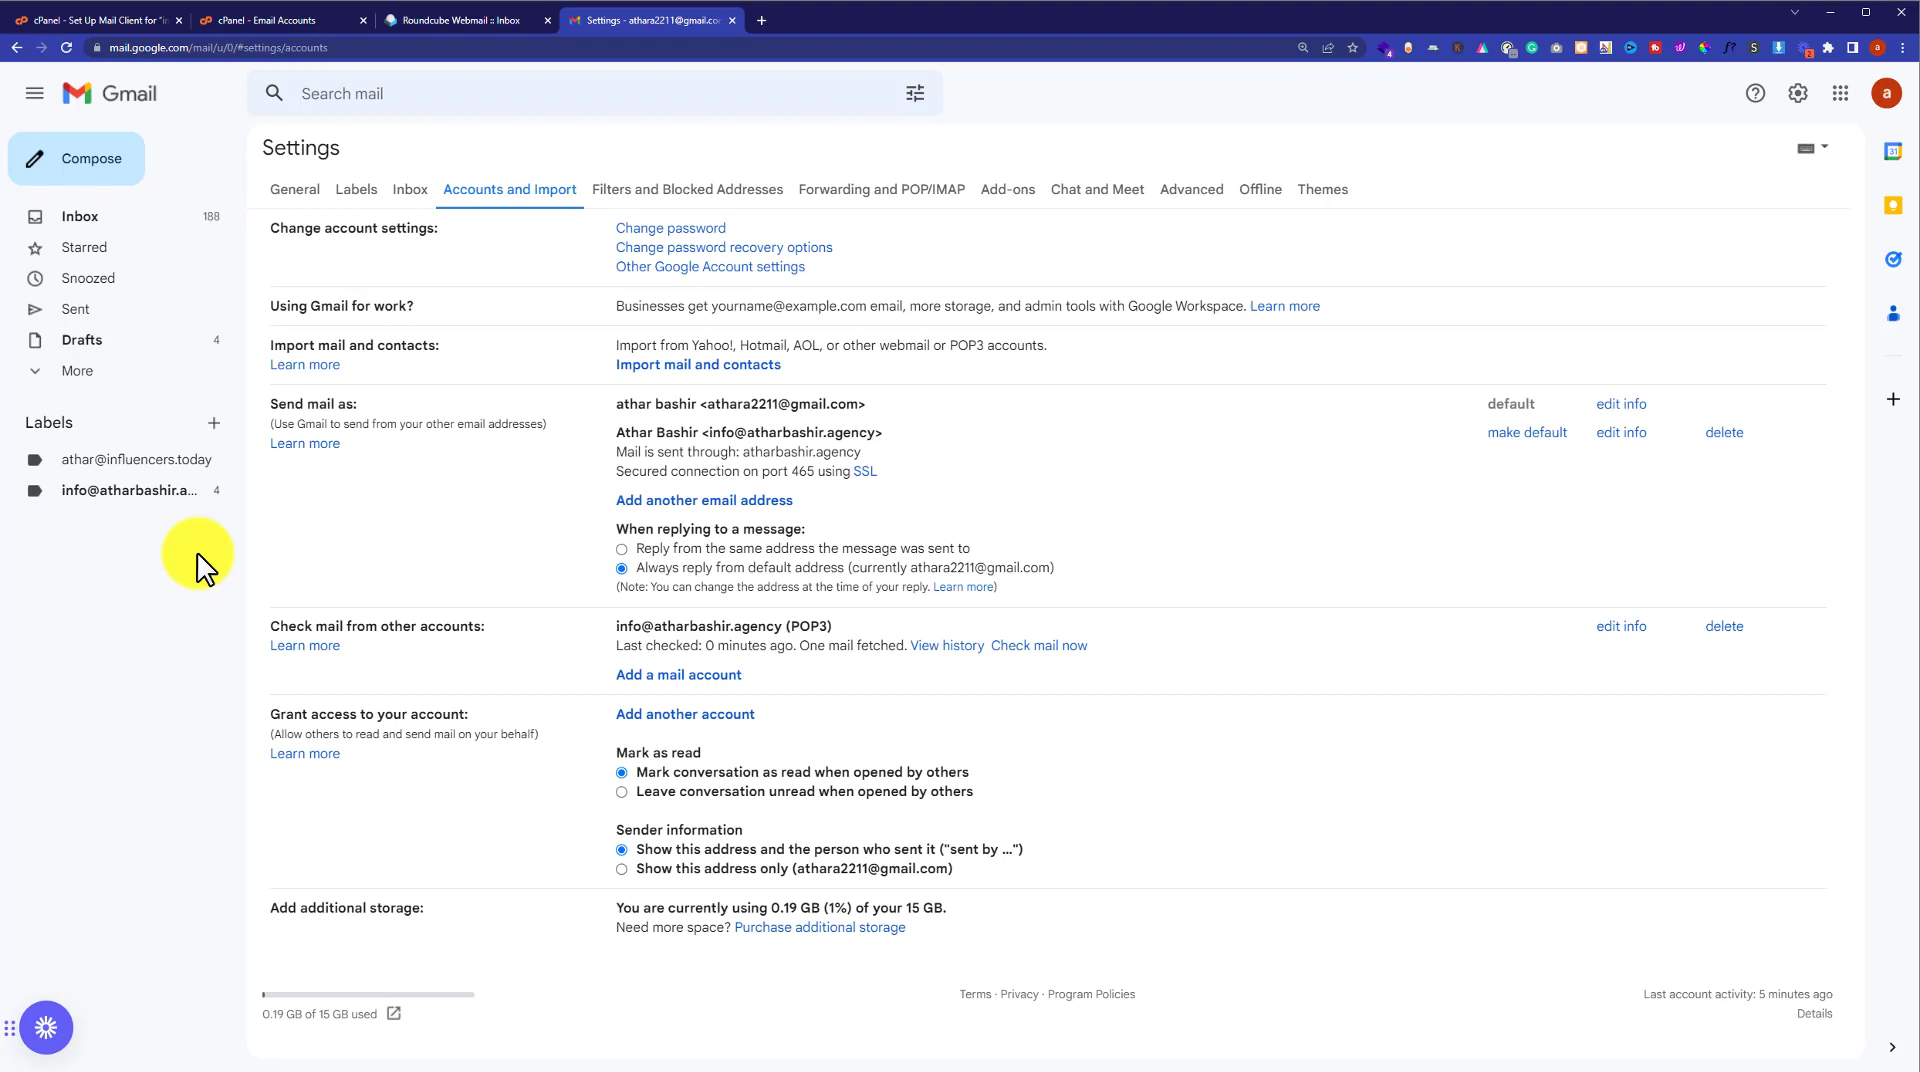 cPanel - Set Up Mail Client for "in
cPanel - Email Accounts
Roundcube Webmail :: Inbox
Settings - athara2211@gmail.co
mail.google.com/mail/u/0/#settings/accounts
Gmail
Search mail
a
Compose
Inbox 188
Starred
Snoozed
Sent
Drafts 4
More
Labels
athar@influencers.today
info@atharbashir.a... 4
Settings
General Labels Inbox Accounts and Import Filters and Blocked Addresses Forwarding and POP/IMAP Add-ons Chat and Meet Advanced Offline Themes
Change account settings:
Change password
Change password recovery options
Other Google Account settings
Using Gmail for work?
Businesses get yourname@example.com email, more storage, and admin tools with Google Workspace. Learn more
Import mail and contacts:
Learn more
Import from Yahoo!, Hotmail, AOL, or other webmail or POP3 accounts.
Import mail and contacts
Send mail as:
(Use Gmail to send from your other email addresses)
Learn more
athar bashir <athara2211@gmail.com> default edit info
Athar Bashir <info@atharbashir.agency> make default edit info delete
Mail is sent through: atharbashir.agency
Secured connection on port 465 using SSL
Add another email address
When replying to a message:
Reply from the same address the message was sent to
Always reply from default address (currently athara2211@gmail.com)
(Note: You can change the address at the time of your reply. Learn more)
Check mail from other accounts:
Learn more
info@atharbashir.agency (POP3) edit info delete
Last checked: 0 minutes ago. One mail fetched. View history Check mail now
Add a mail account
Grant access to your account:
(Allow others to read and send mail on your behalf)
Learn more
Add another account
Mark as read
Mark conversation as read when opened by others
Leave conversation unread when opened by others
Sender information
Show this address and the person who sent it ("sent by ...")
Show this address only (athara2211@gmail.com)
Add additional storage:
You are currently using 0.19 GB (1%) of your 15 GB.
Need more space? Purchase additional storage
0.19 GB of 15 GB used
Terms · Privacy · Program Policies
Last account activity: 5 minutes ago
Details